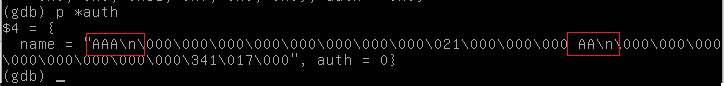 (gdb) p *auth
$4 = {
name = "AAA\n\000\000\000\000\000\000\000\000\021\000\000\000 AA\n\000\000\000
\000\000\000\000\000\341\017\000", auth = 0}
(gdb) _